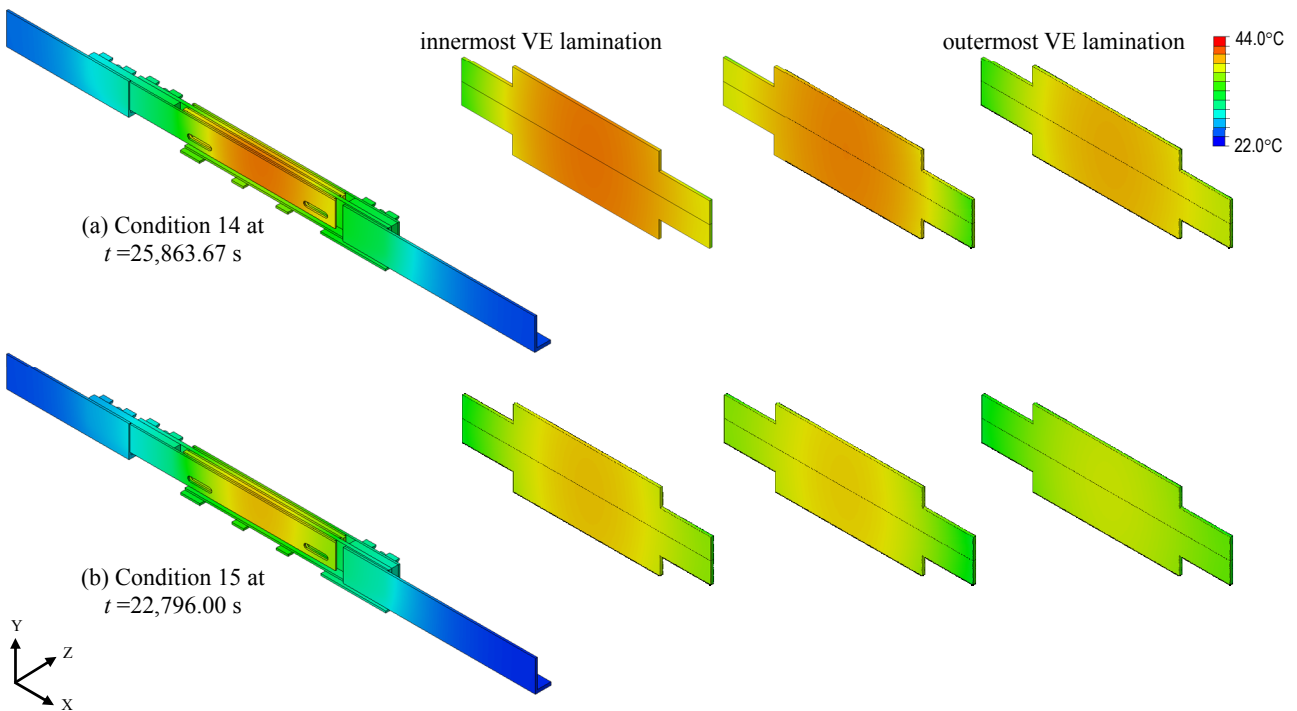 innermost VE lamination
outermost VE lamination
44.0°C
22.0°C
(a) Condition 14 at
t =25,863.67 s
(b) Condition 15 at
t =22,796.00 s
Y
Z
X